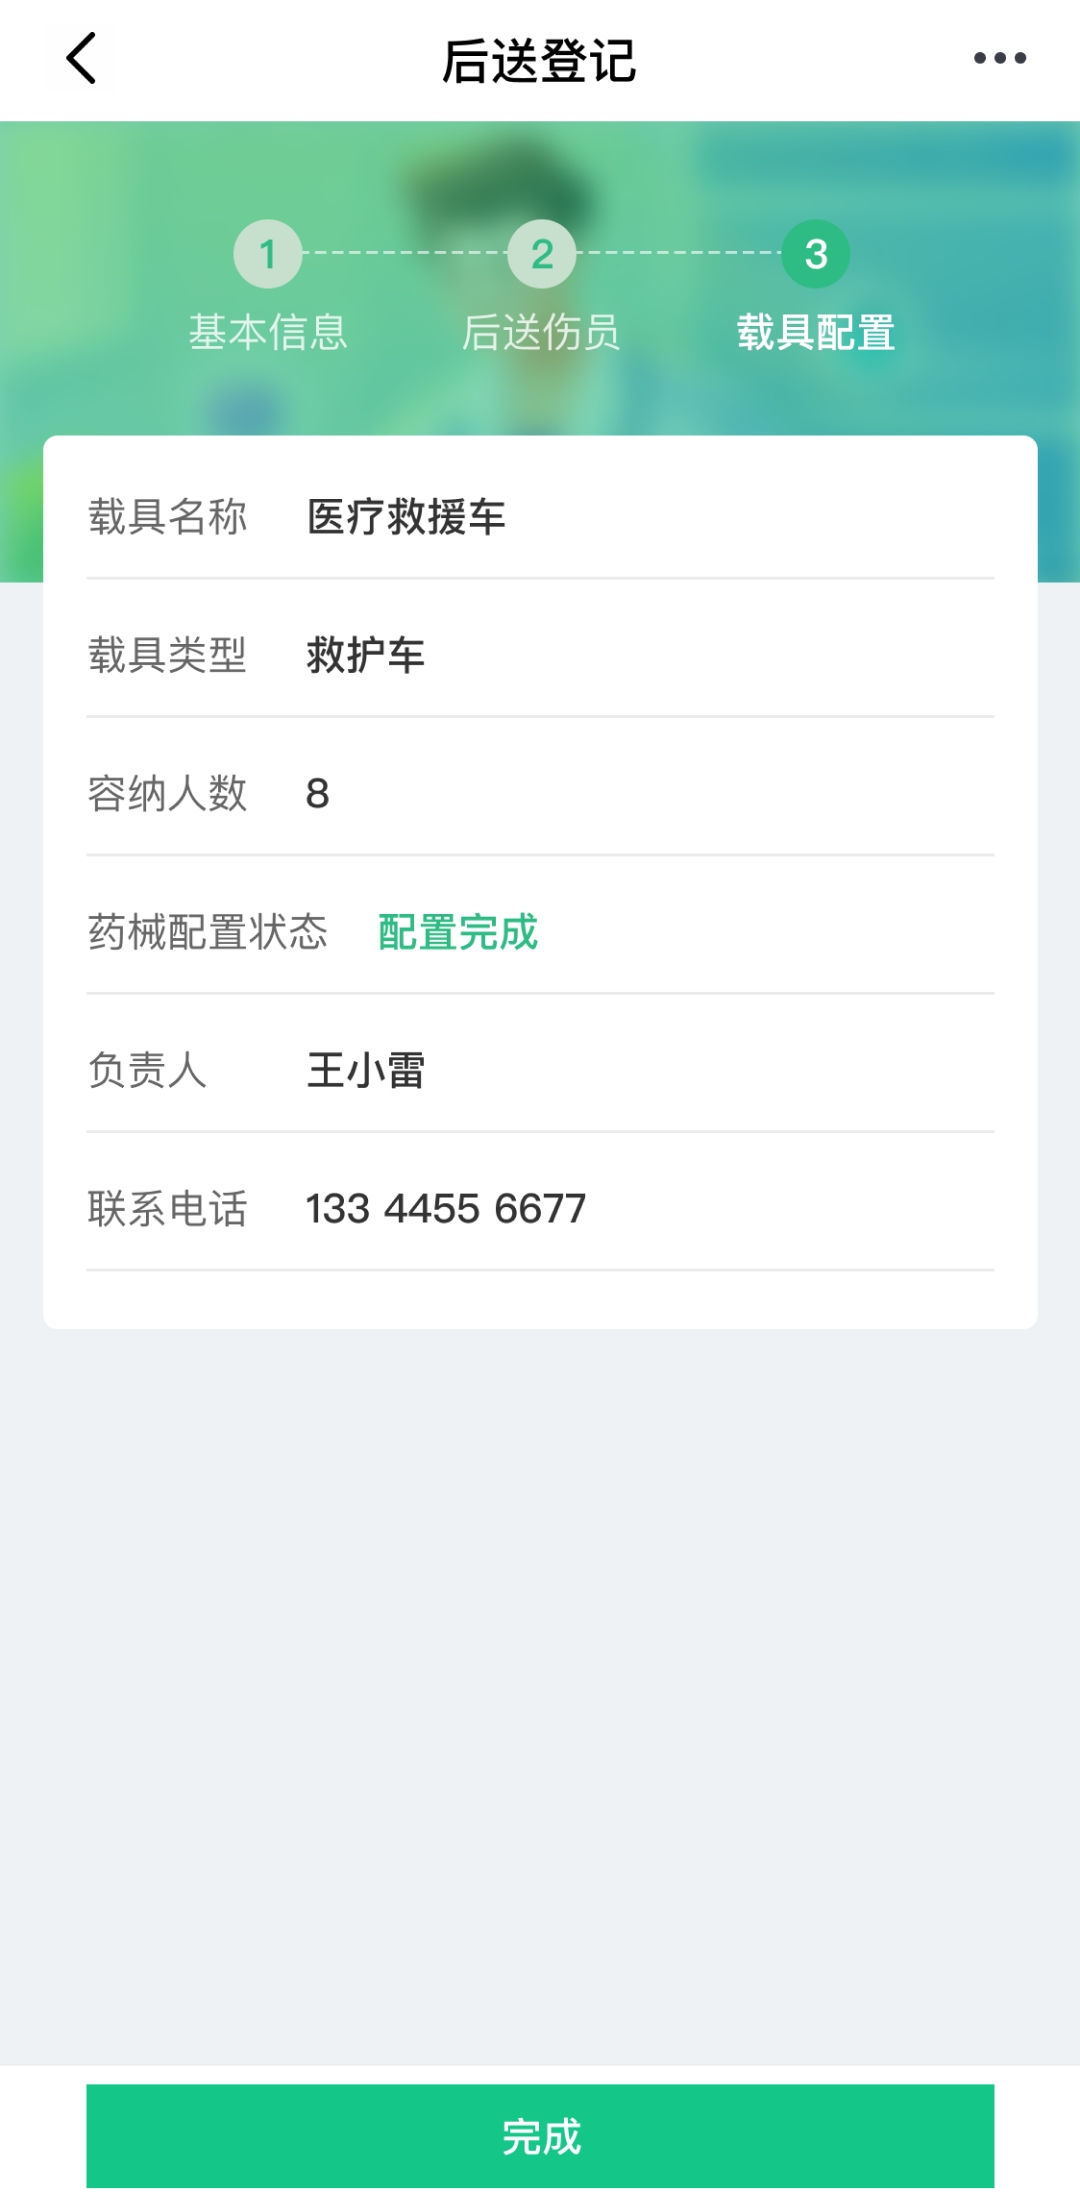 后送登记
1 2 3
基本信息 后送伤员 载具配置
载具名称 医疗救援车
载具类型 救护车
容纳人数 8
药械配置状态 配置完成
负责人 王小雷
联系电话 133 4455 6677
完成